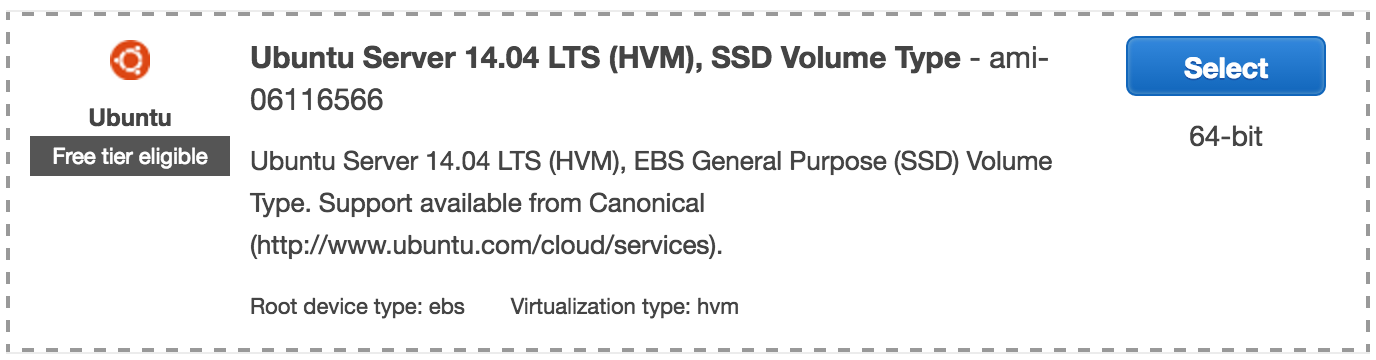 Ubuntu
Free tier eligible
Ubuntu Server 14.04 LTS (HVM), SSD Volume Type - ami-
06116566
Ubuntu Server 14.04 LTS (HVM), EBS General Purpose (SSD) Volume
Type. Support available from Canonical
(http://www.ubuntu.com/cloud/services).
Root device type: ebs Virtualization type: hvm
Select
64-bit